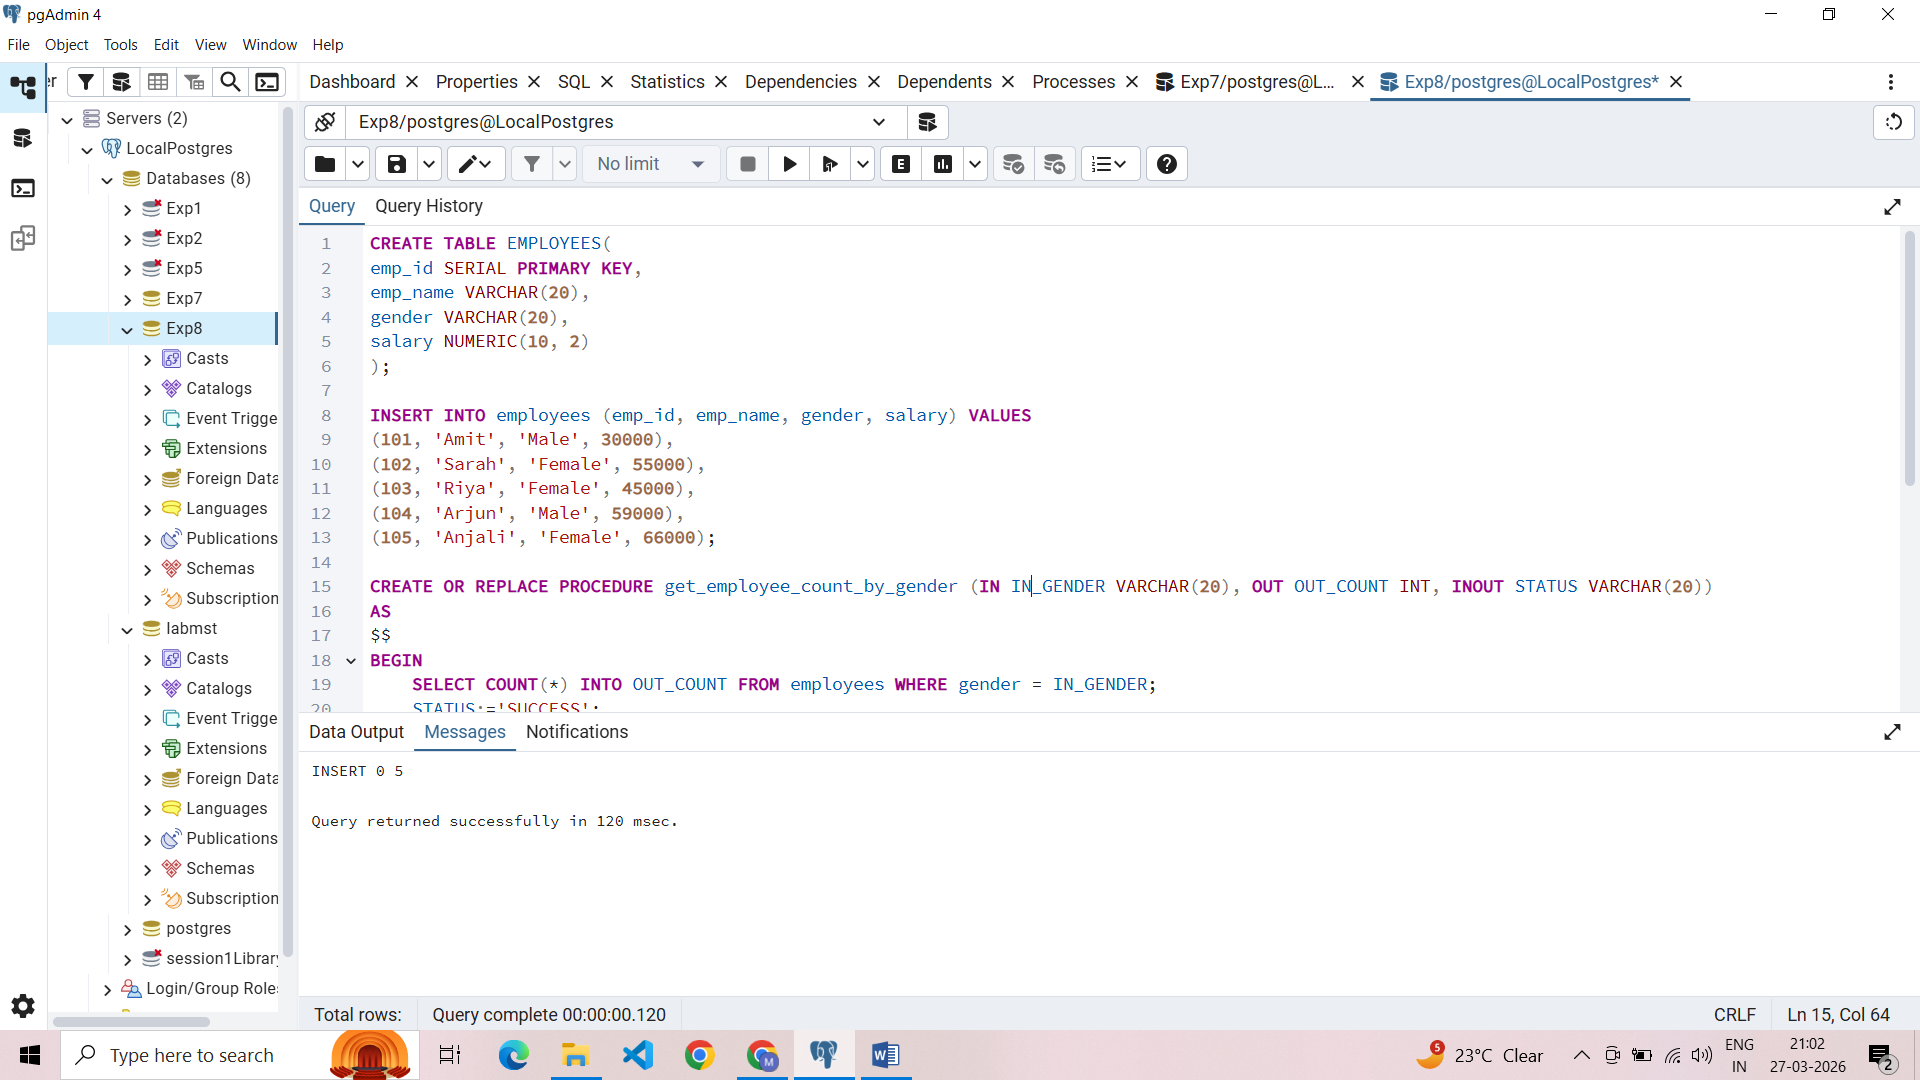 pgAdmin 4
File Object Tools Edit View Window Help
er
Dashboard Properties SQL Statistics Dependencies Dependents Processes Exp7/postgres@L... Exp8/postgres@LocalPostgres*
Servers (2)
LocalPostgres
Databases (8)
Exp1
Exp2
Exp5
Exp7
Exp8
Casts
Catalogs
Event Trigge
Extensions
Foreign Data
Languages
Publications
Schemas
Subscription
labmst
Casts
Catalogs
Event Trigge
Extensions
Foreign Data
Languages
Publications
Schemas
Subscription
postgres
session1Library
Login/Group Roles
Exp8/postgres@LocalPostgres
No limit
E
Query Query History
1 CREATE TABLE EMPLOYEES(
2 emp_id SERIAL PRIMARY KEY,
3 emp_name VARCHAR(20),
4 gender VARCHAR(20),
5 salary NUMERIC(10, 2)
6 );
7
8 INSERT INTO employees (emp_id, emp_name, gender, salary) VALUES
9 (101, 'Amit', 'Male', 30000),
10 (102, 'Sarah', 'Female', 55000),
11 (103, 'Riya', 'Female', 45000),
12 (104, 'Arjun', 'Male', 59000),
13 (105, 'Anjali', 'Female', 66000);
14
15 CREATE OR REPLACE PROCEDURE get_employee_count_by_gender (IN IN_GENDER VARCHAR(20), OUT OUT_COUNT INT, INOUT STATUS VARCHAR(20))
16 AS
17 $$
18 BEGIN
19 SELECT COUNT(*) INTO OUT_COUNT FROM employees WHERE gender = IN_GENDER;
20 STATUS:='SUCCESS';
Data Output Messages Notifications
INSERT 0 5
Query returned successfully in 120 msec.
Total rows: Query complete 00:00:00.120
CRLF Ln 15, Col 64
Type here to search
M
5
23°C Clear
ENG
IN
21:02
27-03-2026
2